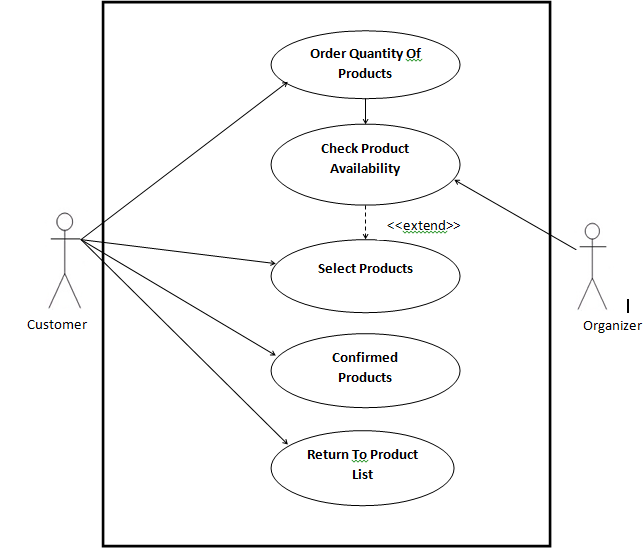 Order Quantity Of
Products
Check Product
Availability
<<extend>>
Select Products
Customer
Organizer
Confirmed
Products
Return To Product
List